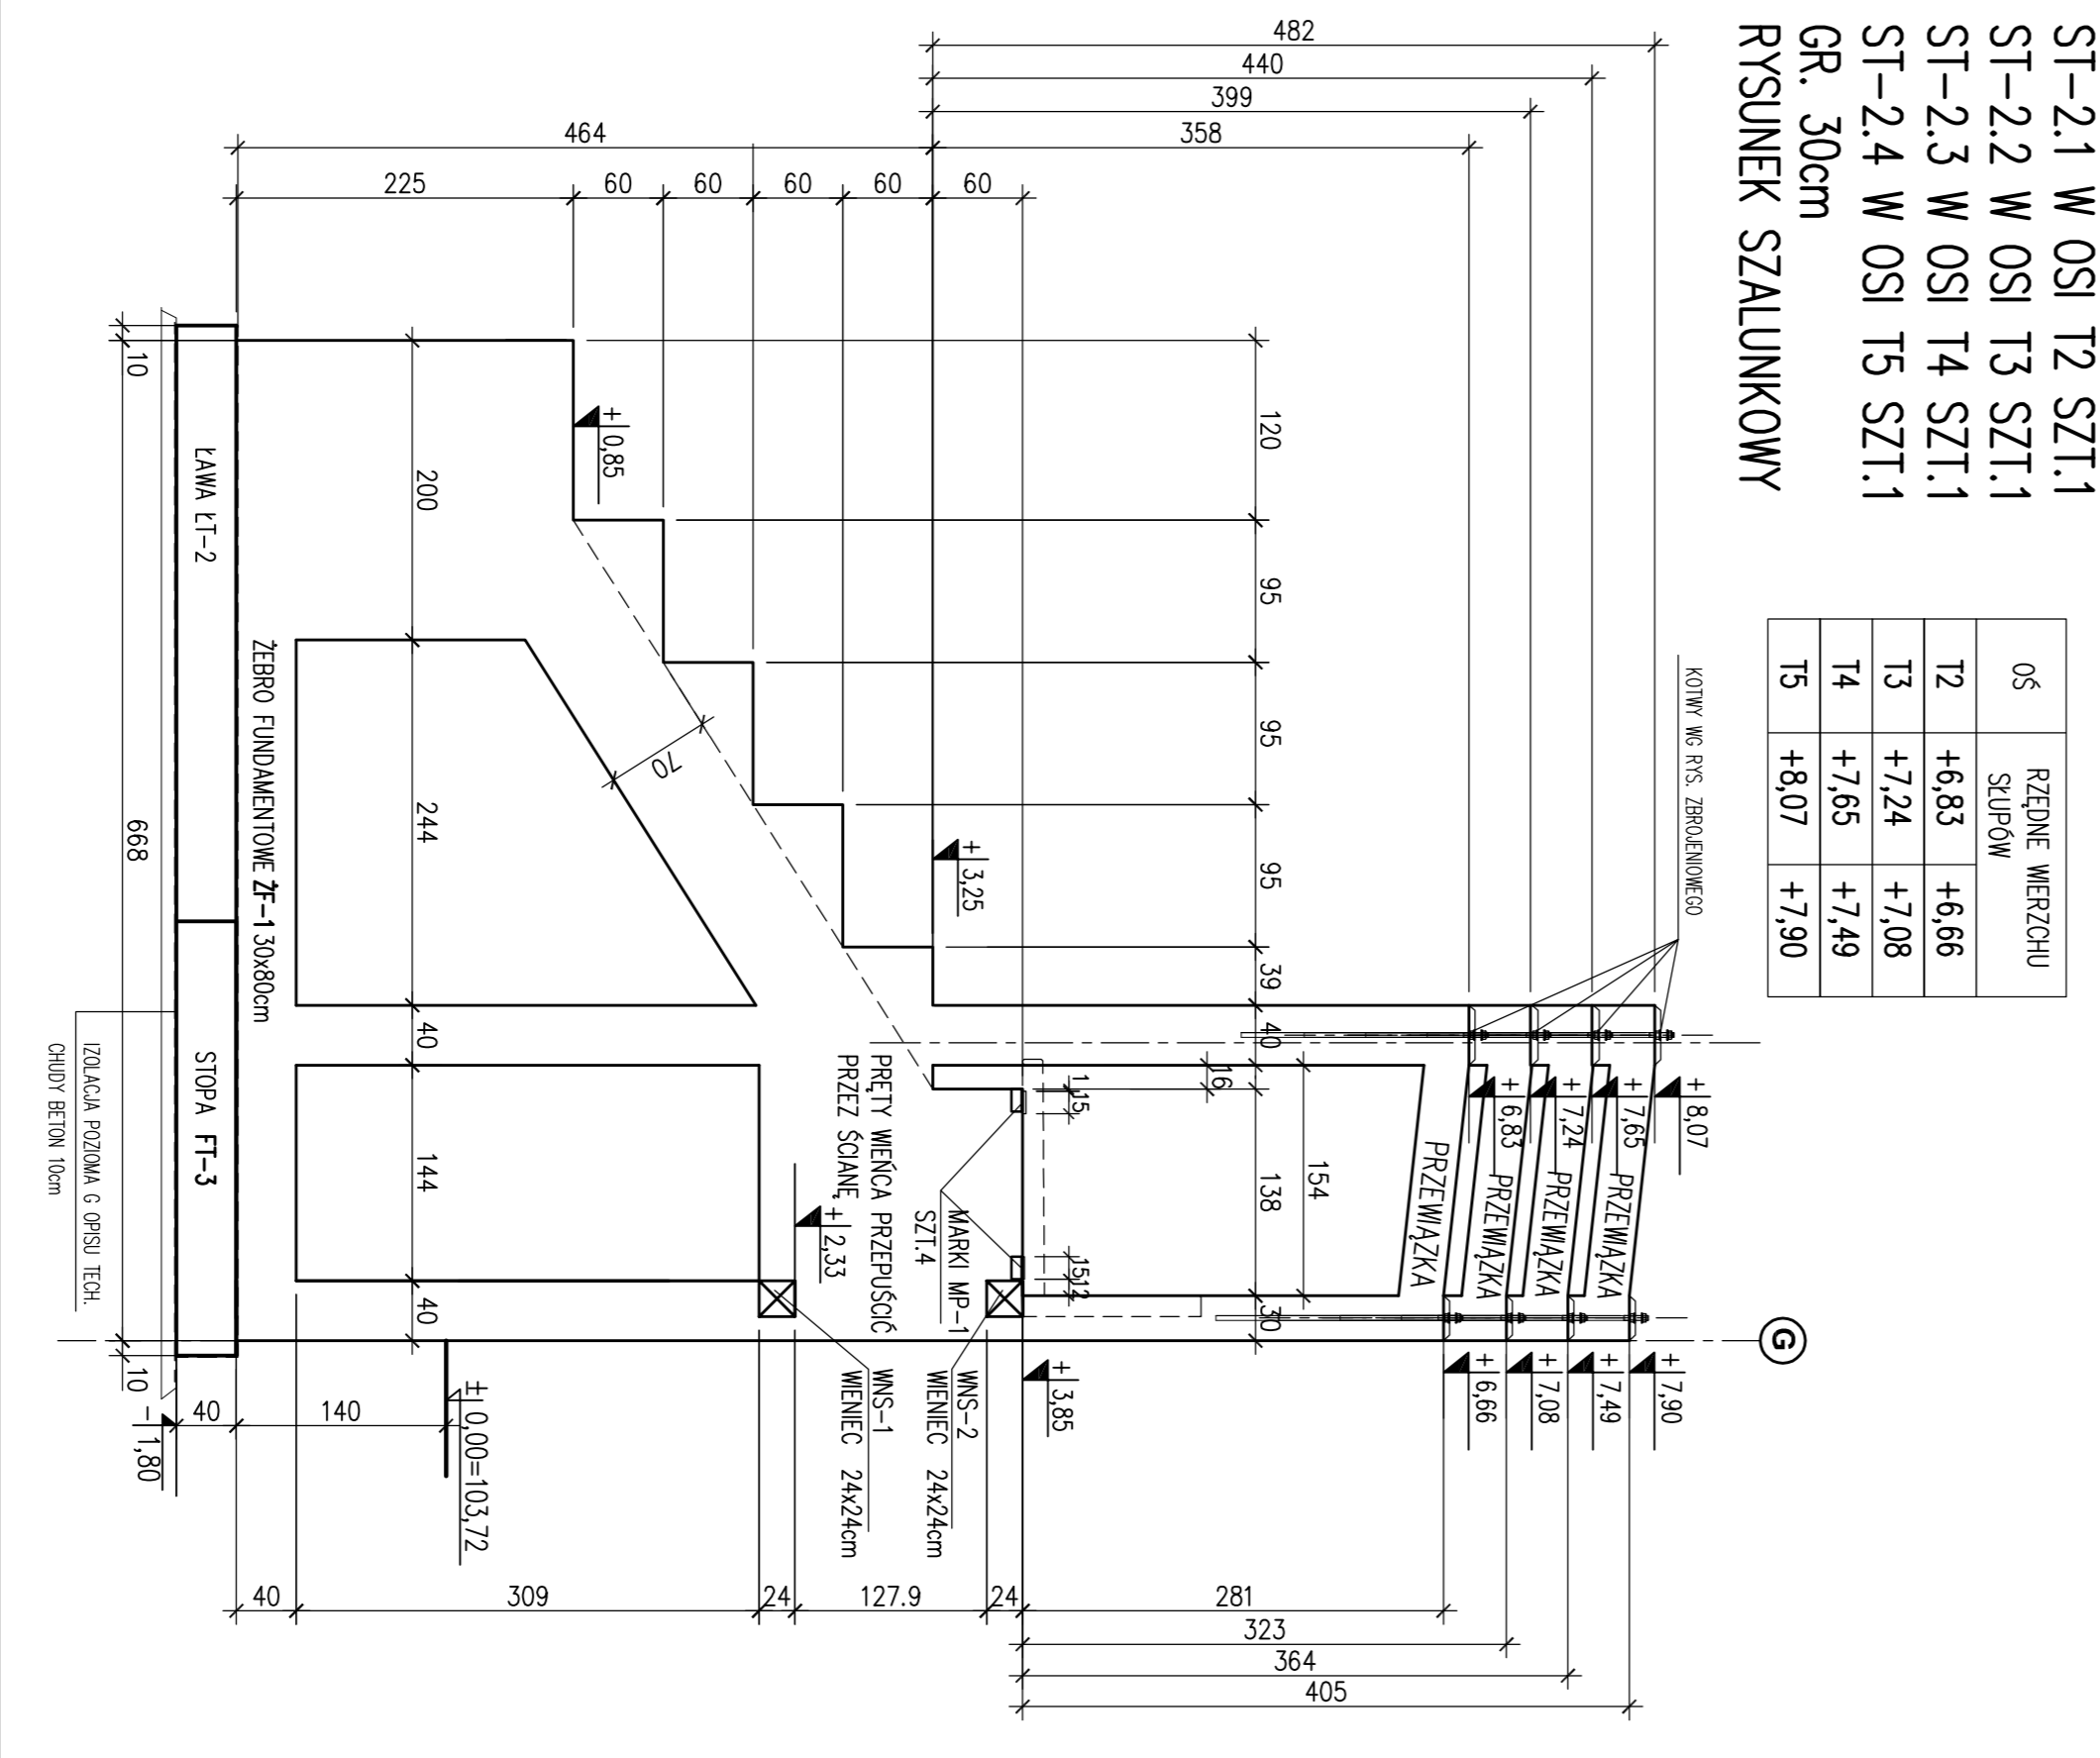 ST-2.1 W OSI T2 SZT.1
ST-2.2 W OSI T3 SZT.1
ST-2.3 W OSI T4 SZT.1
ST-2.4 W OSI T5 SZT.1
GR. 30cm
RYSUNEK SZALUNKOWY
OŚ RZĘDNE WIERZCHU
SŁUPÓW
T2 +6,83 +6,66
T3 +7,24 +7,08
T4 +7,65 +7,49
T5 +8,07 +7,90
KOTWY WG RYS. ZBROJENIOWEGO
482
440
399
358
464
225
60
60
60
60
60
120
95
95
95
39
40
16
138
154
30
+8,07
+7,65
+7,24
+6,83
PRZEWIĄZKA
PRZEWIĄZKA
PRZEWIĄZKA
PRZEWIĄZKA
G
+7,90
+7,49
+7,08
+6,66
+3,85
+3,25
+0,85
+2,33
1
15
15
12
MARKI MP-1
SZT.4
PRĘTY WIEŃCA PRZEPUŚCIĆ
PRZEZ ŚCIANĘ
WNS-2
WIENIEC 24x24cm
WNS-1
WIENIEC 24x24cm
70
200
244
40
144
40
ŻEBRO FUNDAMENTOWE ŻF-1 30x80cm
ŁAWA ŁT-2
STOPA FT-3
10
668
10
IZOLACJA POZIOMA G OPISU TECH.
CHUDY BETON 10cm
-1,80
40
140
±0,00=103,72
40
309
24
127.9
24
281
323
364
405